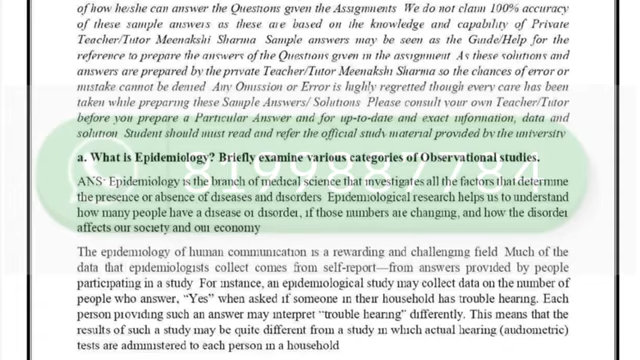 of how he/she can answer the Questions given the Assignments We do not claim 100% accuracy
of these sample answers as these are based on the knowledge and capability of Private
Teacher/Tutor Meenakshi Sharma Sample answers may be seen as the Guide/Help for the
reference to prepare the answers of the Questions given in the assignment As these solutions and
answers are prepared by the private Teacher/Tutor Meenakshi Sharma so the chances of error or
mistake cannot be denied Any Omission or Error is highly regretted though every care has been
taken while preparing these Sample Answers/ Solutions Please consult your own Teacher/Tutor
before you prepare a Particular Answer and for up-to-date and exact information, data and
solution Student should must read and refer the official study material provided by the university
a. What is Epidemiology? Briefly examine various categories of Observational studies.
ANS: Epidemiology is the branch of medical science that investigates all the factors that determine
the presence or absence of diseases and disorders Epidemiological research helps us to understand
how many people have a disease or disorder, if those numbers are changing, and how the disorder
affects our society and our economy
The epidemiology of human communication is a rewarding and challenging field Much of the
data that epidemiologists collect comes from self-report—from answers provided by people
participating in a study For instance, an epidemiological study may collect data on the number of
people who answer, “Yes” when asked if someone in their household has trouble hearing. Each
person providing such an answer may interpret “trouble hearing” differently. This means that the
results of such a study may be quite different from a study in which actual hearing (audiometric)
tests are administered to each person in a household